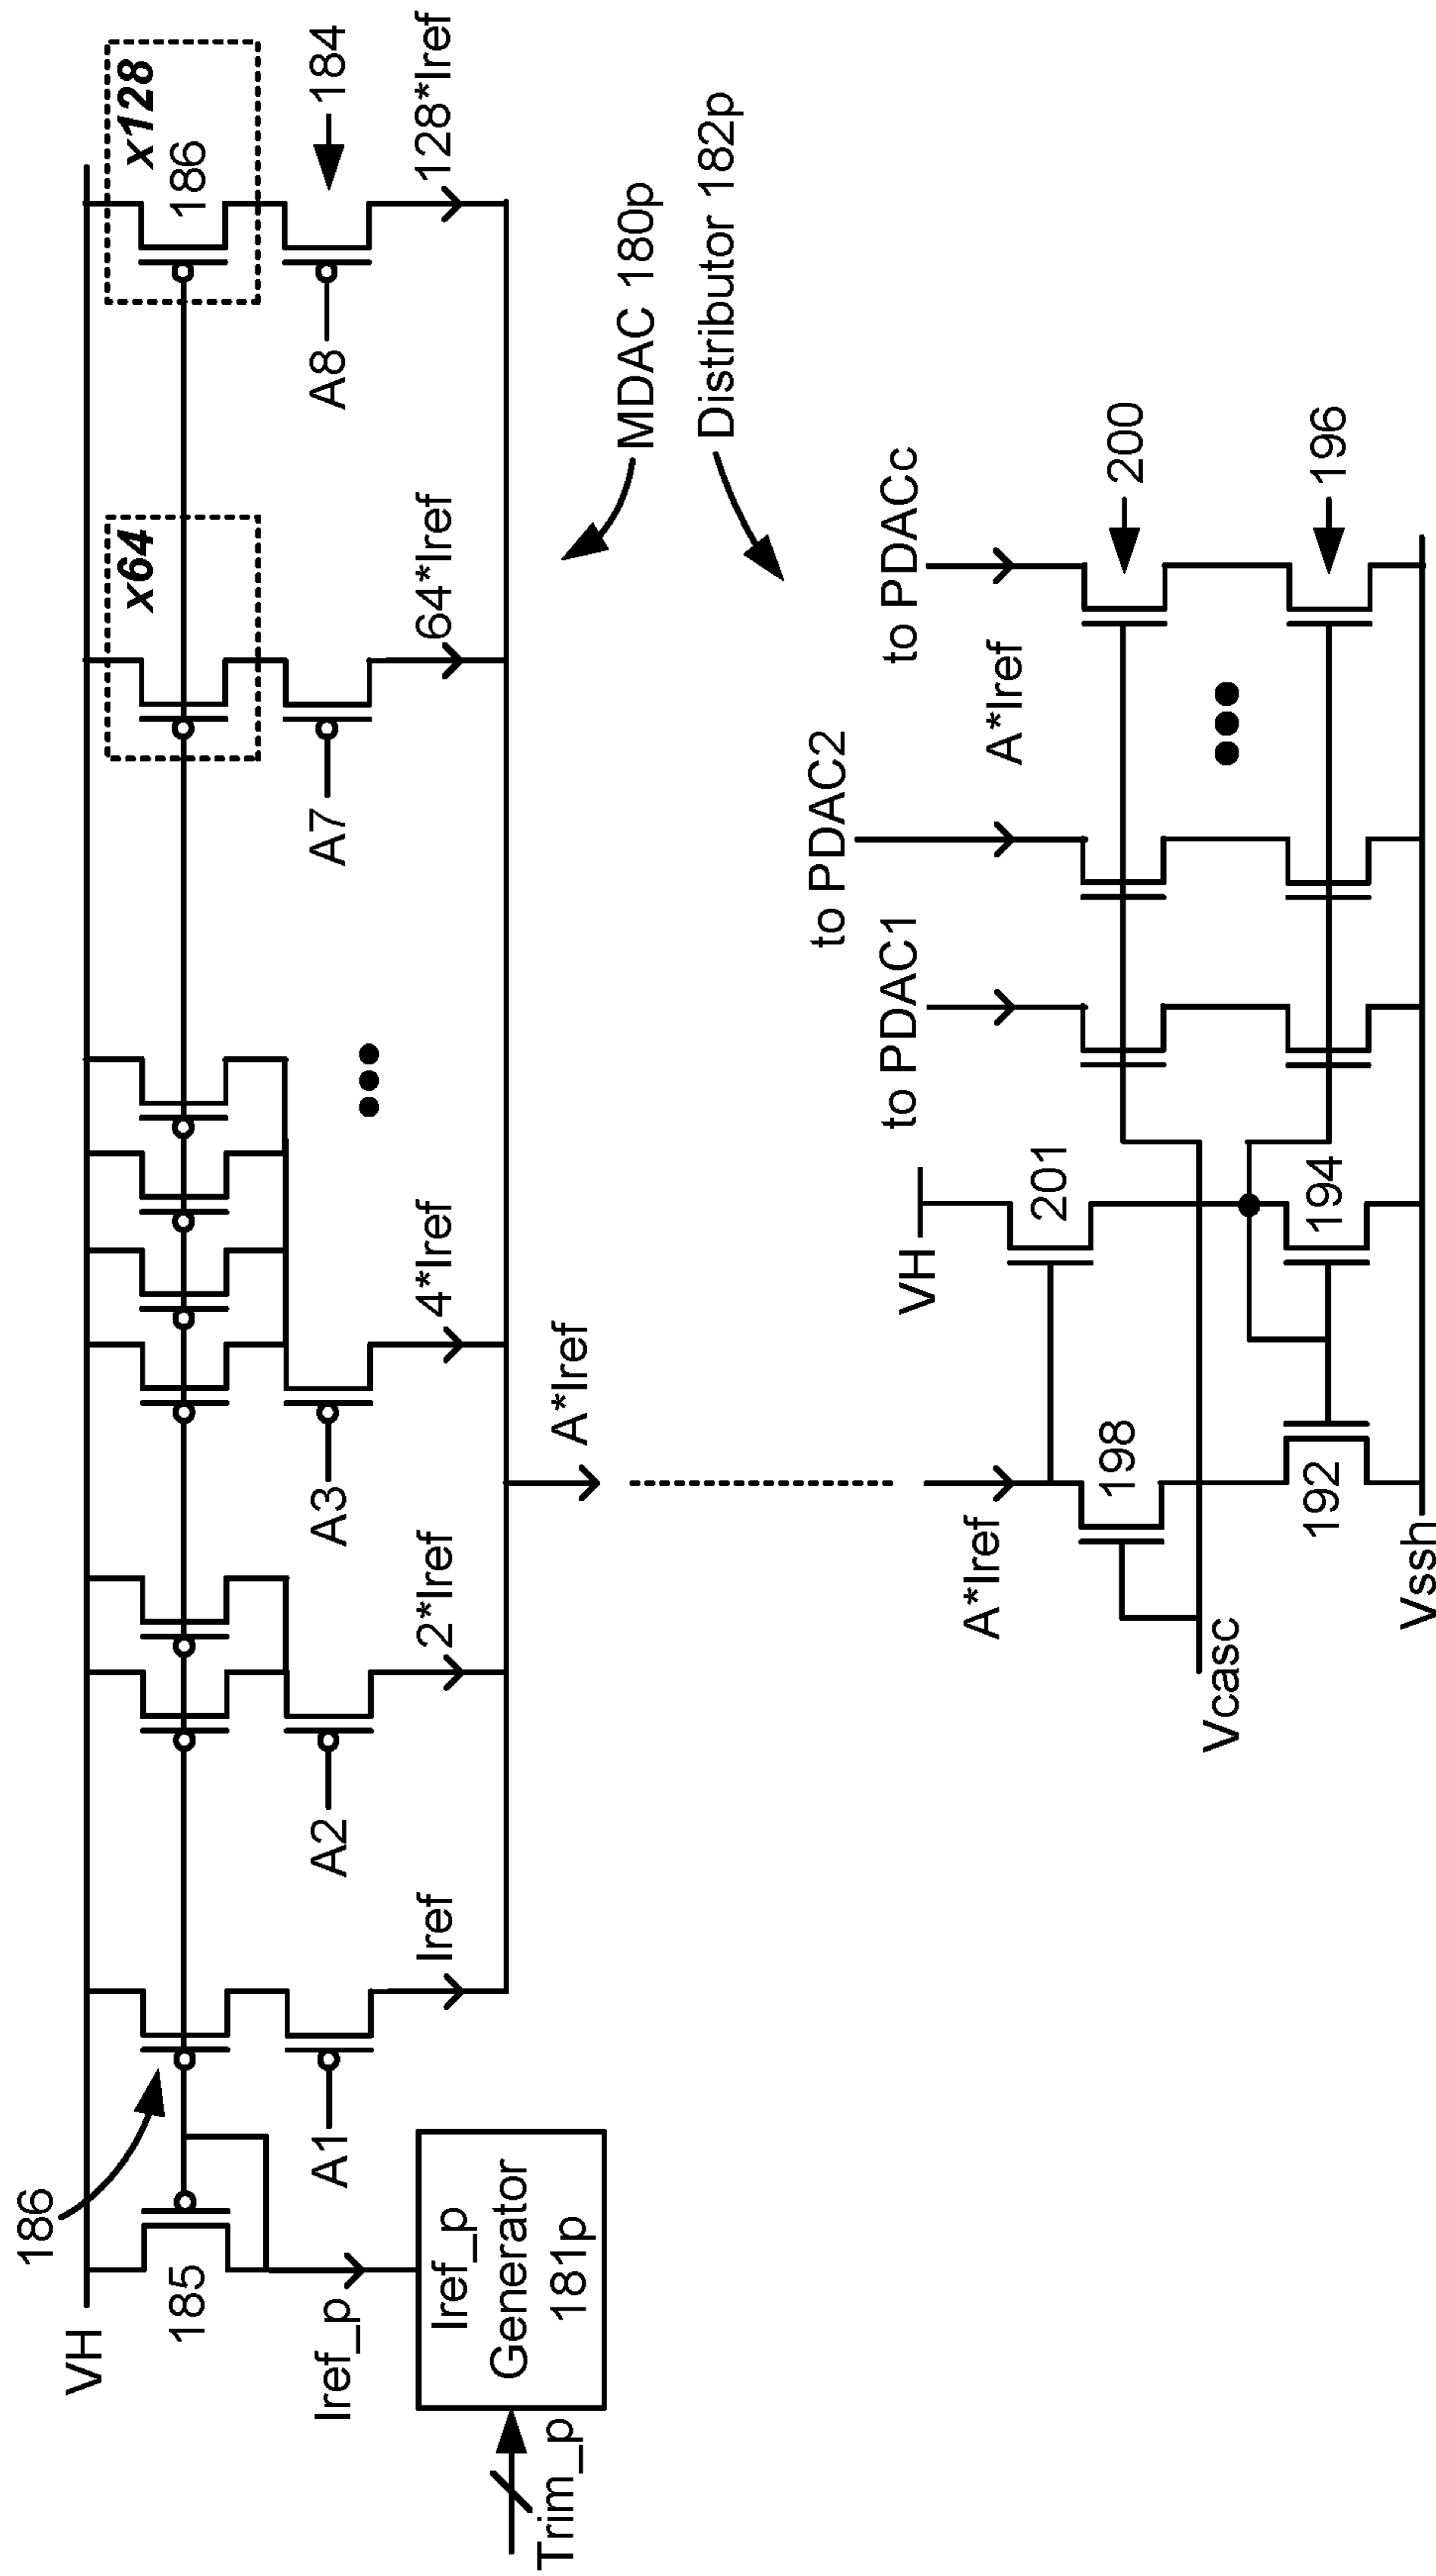 VH
186
185
Iref_p
Trim_p
Iref_p
Generator
181p
A1
Iref
A2
2*Iref
A3
4*Iref
A*Iref
x64
A7
64*Iref
x128
186
184
A8
128*Iref
MDAC 180p
Distributor 182p
A*Iref
198
192
Vcasc
Vssh
VH
201
194
to PDAC1
to PDAC2
to PDACc
A*Iref
200
196